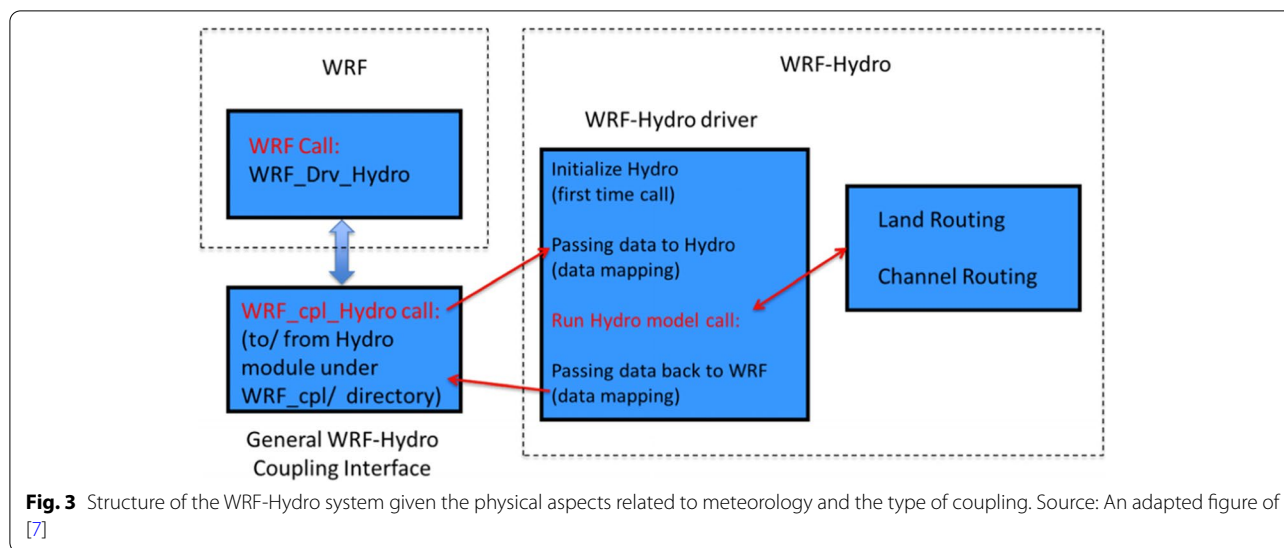 WRF
WRF Call:
WRF_Drv_Hydro
WRF_cpl_Hydro call:
(to/ from Hydro
module under
WRF_cpl/ directory)
General WRF-Hydro
Coupling Interface
WRF-Hydro
WRF-Hydro driver
Initialize Hydro
(first time call)
Passing data to Hydro
(data mapping)
Run Hydro model call:
Passing data back to WRF
(data mapping)
Land Routing
Channel Routing
Fig. 3 Structure of the WRF-Hydro system given the physical aspects related to meteorology and the type of coupling. Source: An adapted figure of
[7]